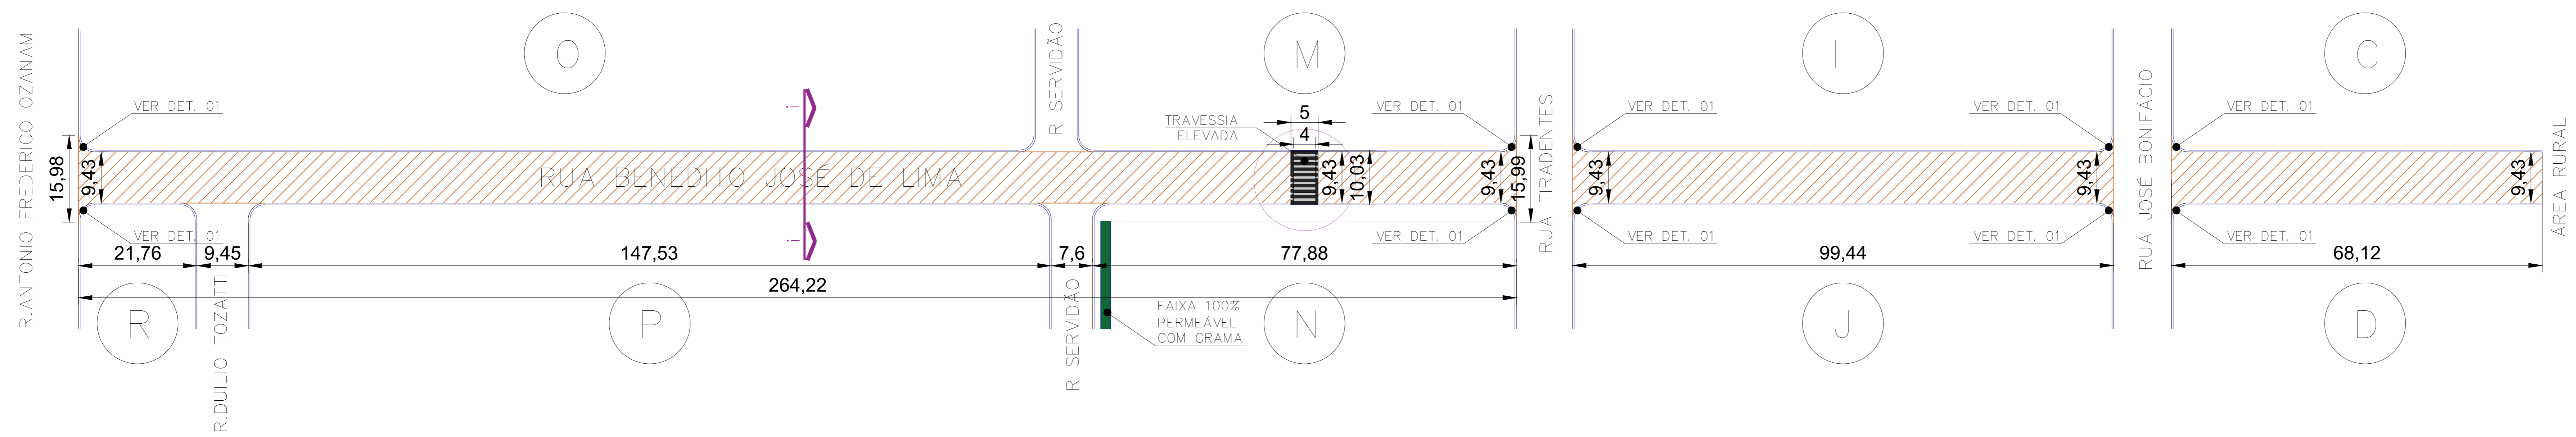 R.ANTONIO FREDERICO OZANAM
O
R SERVIDÃO
M
I
C
VER DET. 01
TRAVESSIA
ELEVADA
5
4
VER DET. 01
RUA TIRADENTES
VER DET. 01
VER DET. 01
RUA JOSÉ BONIFÁCIO
VER DET. 01
ÁREA RURAL
15,98
9,43
RUA BENEDITO JOSÉ DE LIMA
9,43
10,03
9,43
15,99
9,43
9,43
9,43
VER DET. 01
VER DET. 01
VER DET. 01
VER DET. 01
VER DET. 01
21,76
9,45
147,53
7,6
77,88
99,44
68,12
264,22
R
R.DUILIO TOZATTI
P
R SERVIDÃO
FAIXA 100%
PERMEÁVEL
COM GRAMA
N
J
D